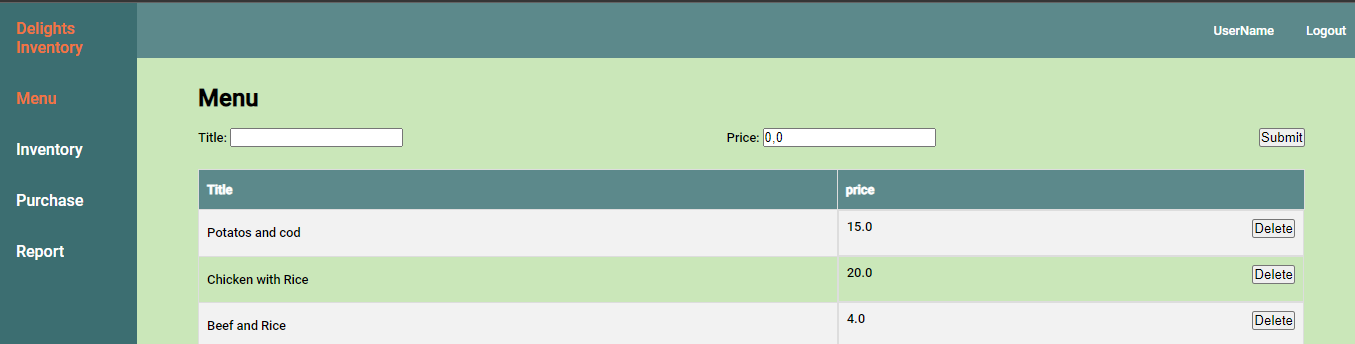 Delights
Inventory
UserName Logout
Menu
Inventory
Purchase
Report
Menu
Title: Price: 0,0 Submit
Title price
Potatos and cod 15.0 Delete
Chicken with Rice 20.0 Delete
Beef and Rice 4.0 Delete